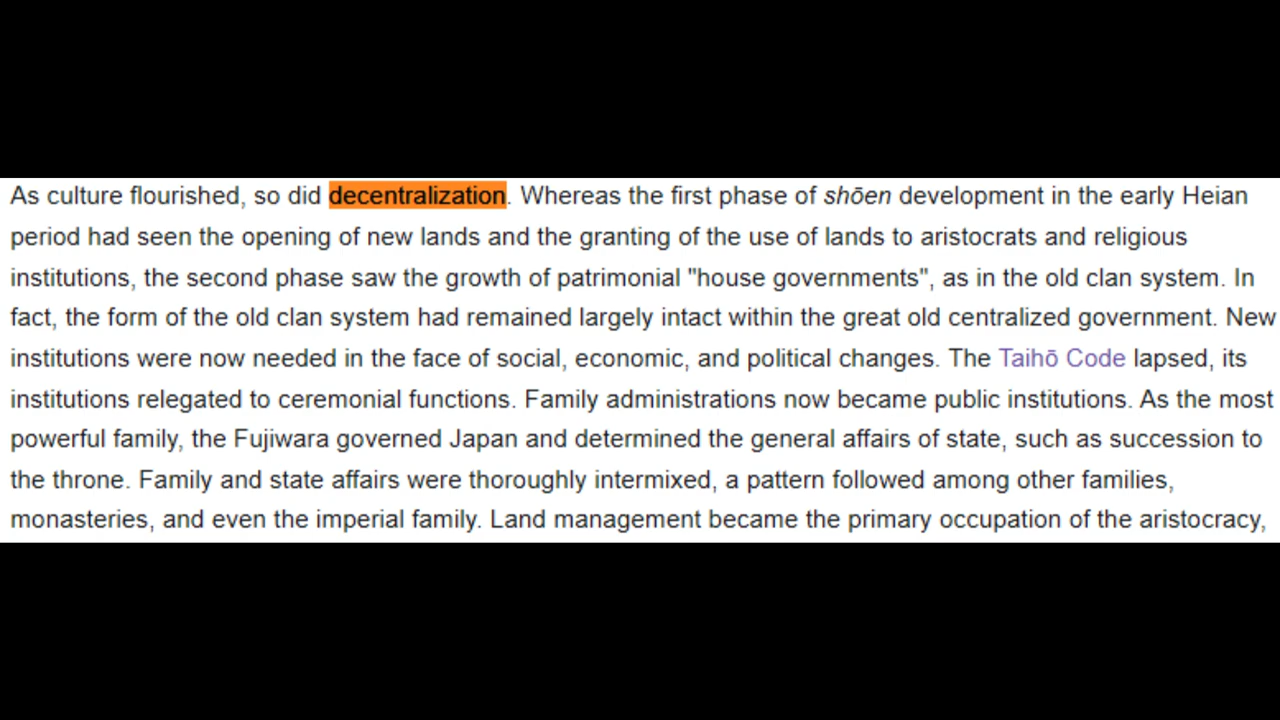 As culture flourished, so did decentralization. Whereas the first phase of shōen development in the early Heian
period had seen the opening of new lands and the granting of the use of lands to aristocrats and religious
institutions, the second phase saw the growth of patrimonial "house governments", as in the old clan system. In
fact, the form of the old clan system had remained largely intact within the great old centralized government. New
institutions were now needed in the face of social, economic, and political changes. The Taihō Code lapsed, its
institutions relegated to ceremonial functions. Family administrations now became public institutions. As the most
powerful family, the Fujiwara governed Japan and determined the general affairs of state, such as succession to
the throne. Family and state affairs were thoroughly intermixed, a pattern followed among other families,
monasteries, and even the imperial family. Land management became the primary occupation of the aristocracy,